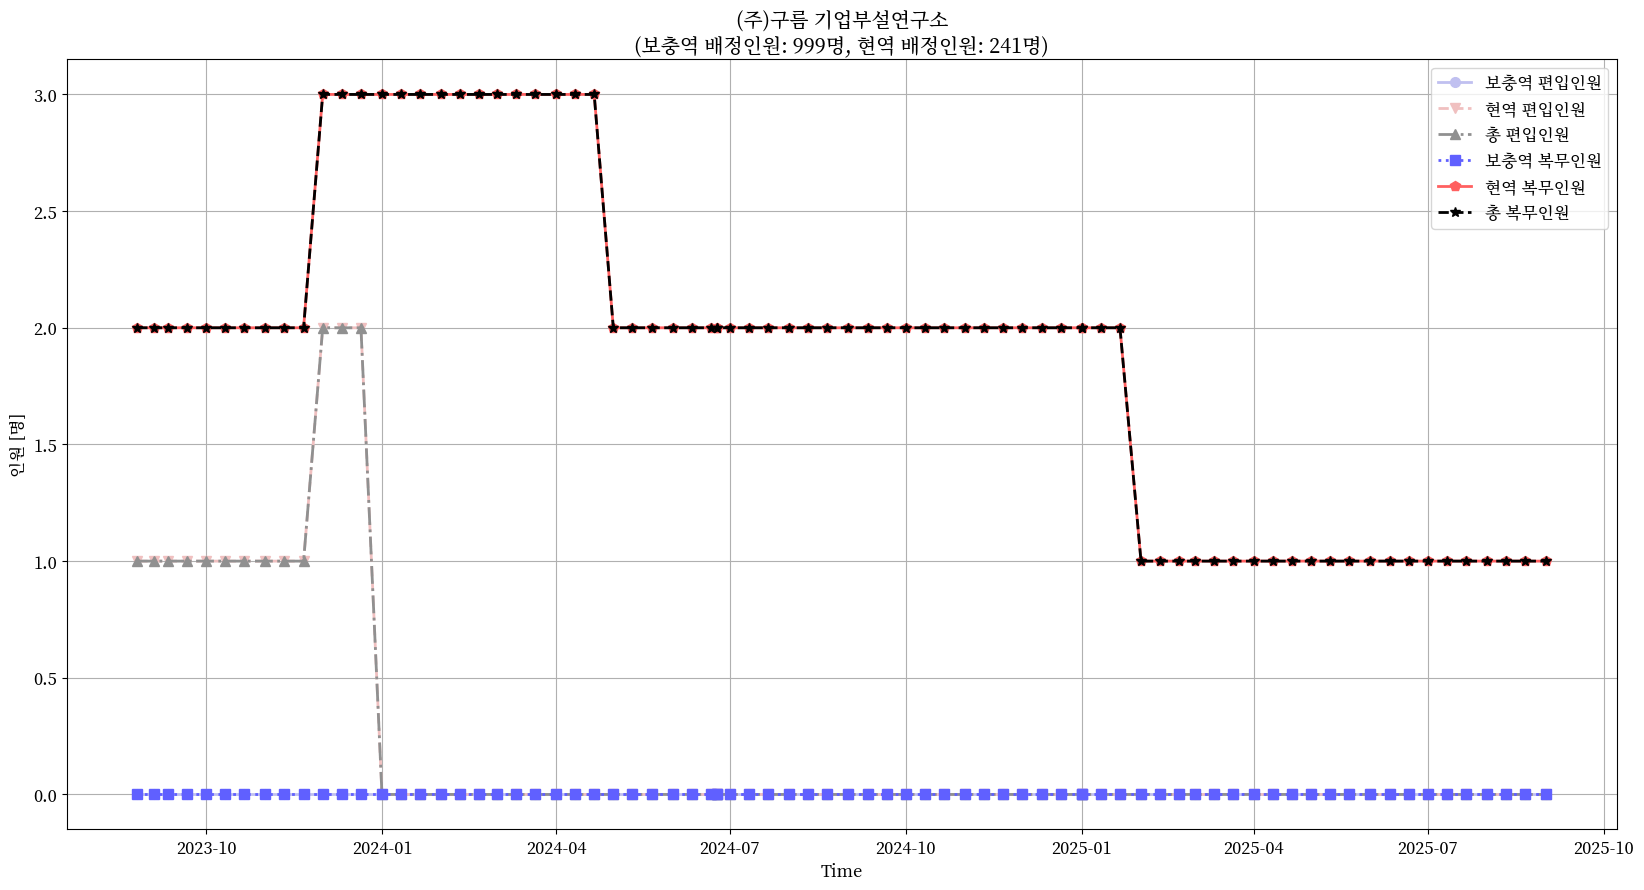 (주)구름 기업부설연구소
(보충역 배정인원: 999명, 현역 배정인원: 241명)
보충역 편입인원
현역 편입인원
총 편입인원
보충역 복무인원
현역 복무인원
총 복무인원
인원 [명]
3.0
2.5
2.0
1.5
1.0
0.5
0.0
2023-10
2024-01
2024-04
2024-07
2024-10
2025-01
2025-04
2025-07
2025-10
Time